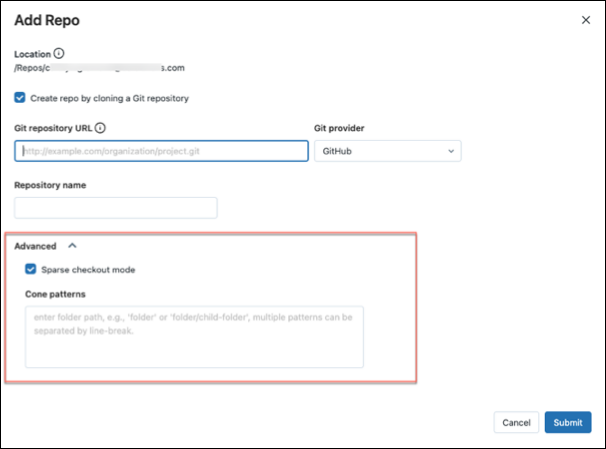 Add Repo
Location
/Repos/c .com
Create repo by cloning a Git repository
Git repository URL
Git provider
http://example.com/organization/project.git
GitHub
Repository name
Advanced
Sparse checkout mode
Cone patterns
enter folder path, e.g., 'folder' or 'folder/child-folder', multiple patterns can be
separated by line-break.
Cancel
Submit